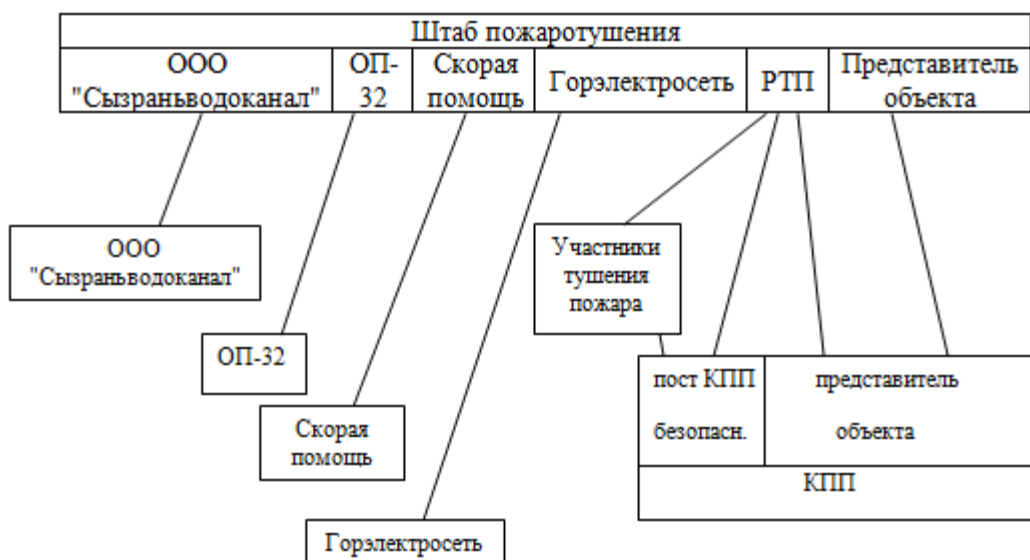 Штаб пожаротушения
ООО
"Сызраньводоканал"
ОП-
32
Скорая
помощь
Горэлектросеть
РТП
Представитель
объекта
ООО
"Сызраньводоканал"
Участники
тушения
пожара
ОП-32
пост КПП
безопасн.
представитель
объекта
Скорая
помощь
КПП
Горэлектросеть